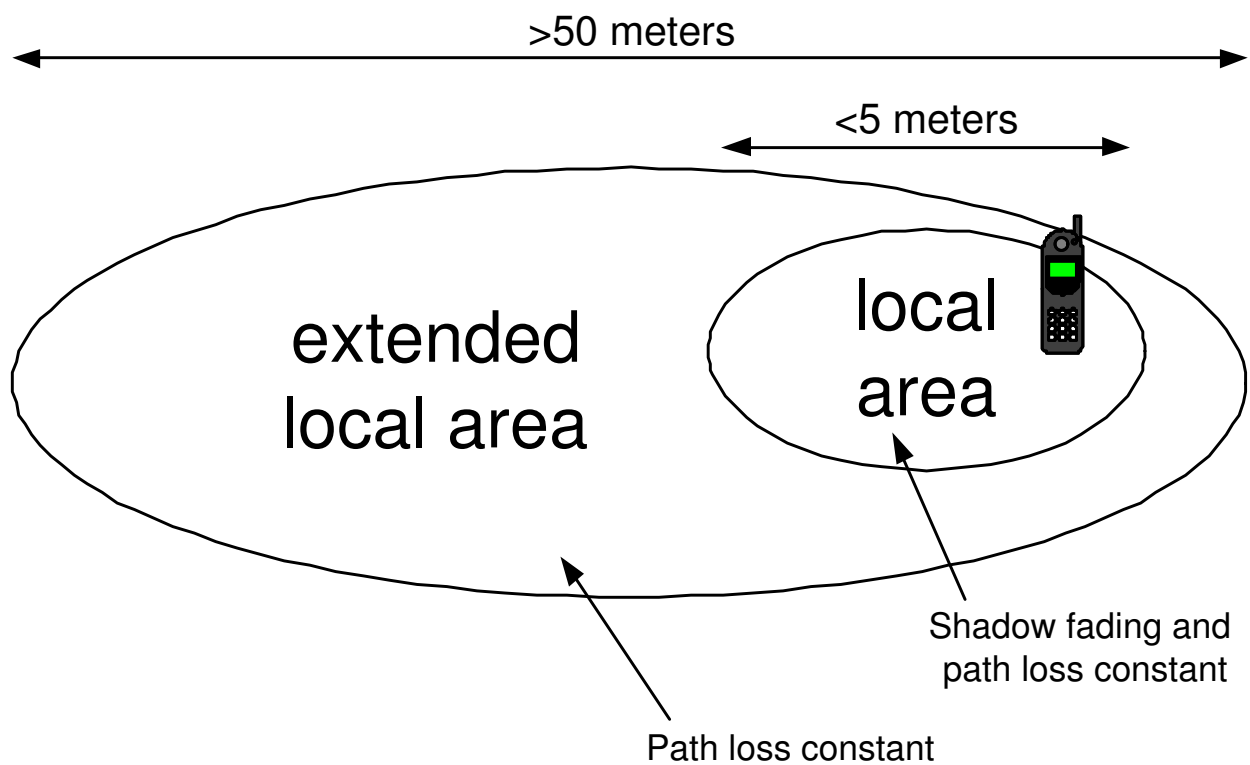 >50 meters
<5 meters
extended
local area
local
area
Shadow fading and
path loss constant
Path loss constant